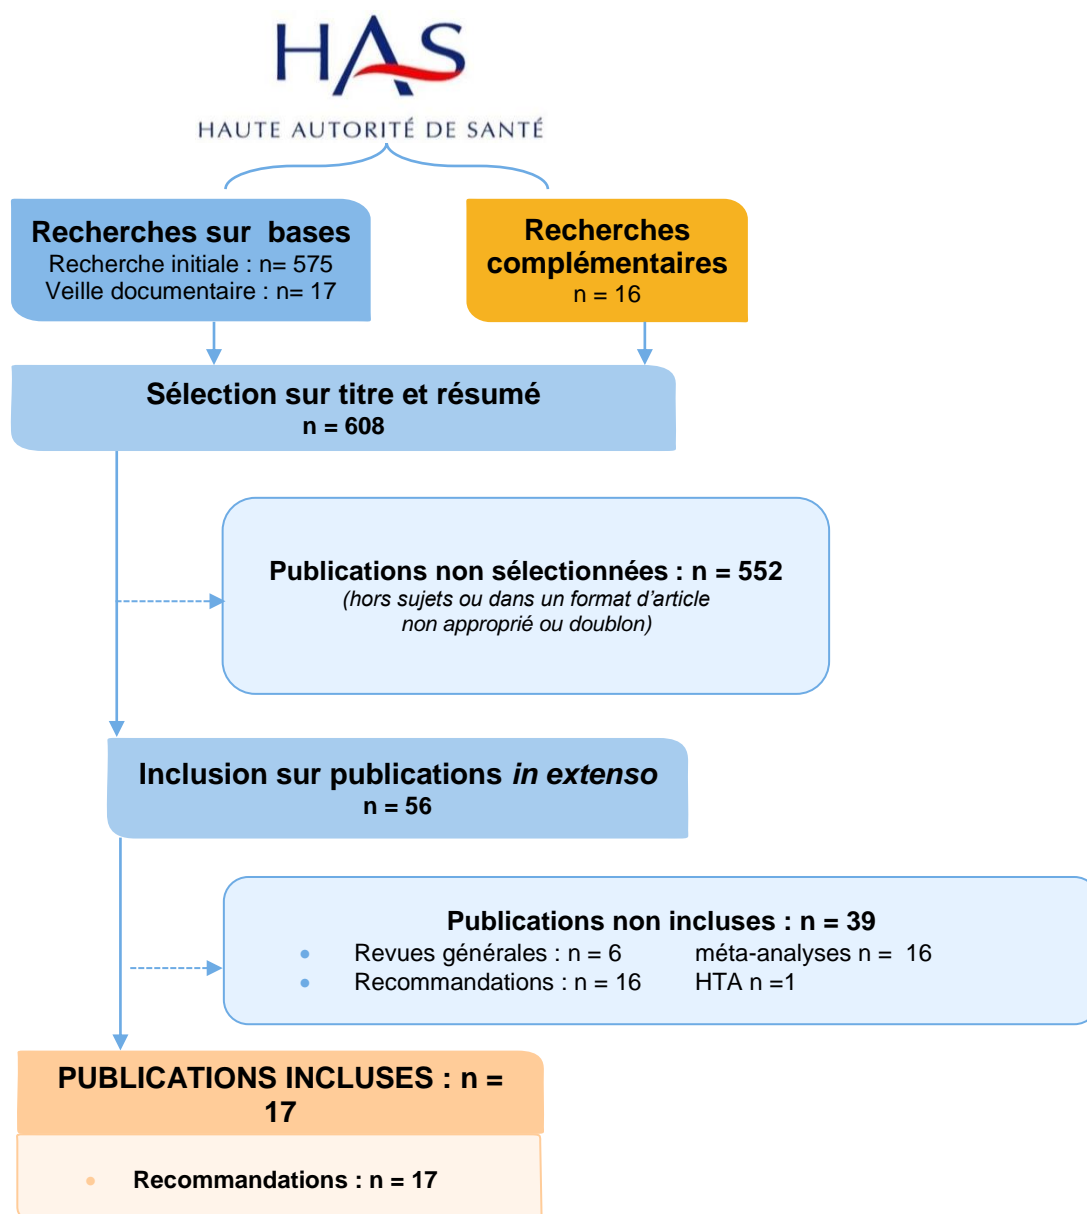 HAS
HAUTE AUTORITÉ DE SANTÉ
Recherches sur bases
Recherche initiale : n= 575
Veille documentaire : n= 17
Recherches
complémentaires
n = 16
Sélection sur titre et résumé
n = 608
Publications non sélectionnées : n = 552
(hors sujets ou dans un format d'article
non approprié ou doublon)
Inclusion sur publications in extenso
n = 56
Publications non incluses : n = 39
• Revues générales : n = 6 méta-analyses n = 16
• Recommandations : n = 16 HTA n =1
PUBLICATIONS INCLUSES : n =
17
• Recommandations : n = 17